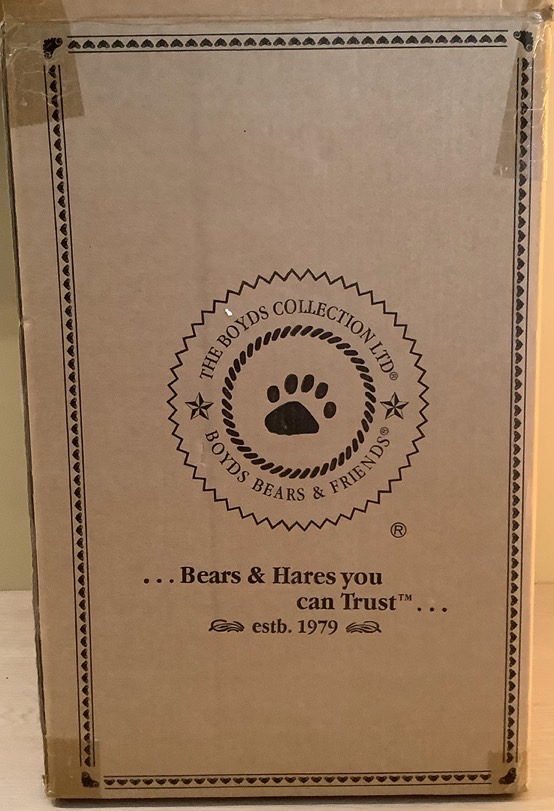 THE BOYDS COLLECTION LTD®
BOYDS BEARS & FRIENDS®
®
...Bears & Hares you
can Trust™...
estb. 1979